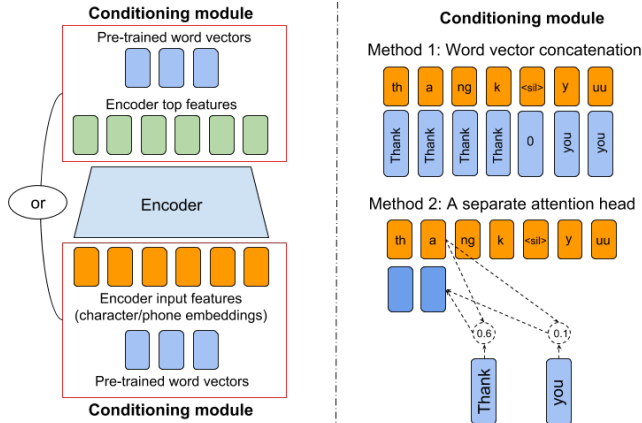 Conditioning module
Pre-trained word vectors
Encoder top features
or
Encoder
Encoder input features
(character/phone embeddings)
Pre-trained word vectors
Conditioning module
Conditioning module
Method 1: Word vector concatenation
th a ng k <sil> y uu
Thank Thank Thank Thank 0 you you
Method 2: A separate attention head
th a ng k <sil> y uu
0.6 0.1
Thank you